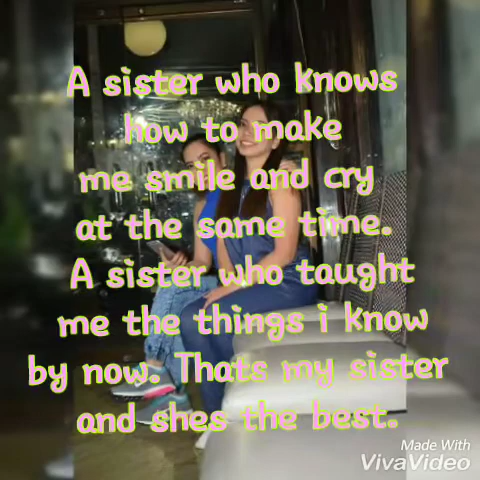 A sister who knows
how to make
me smile and cry
at the same time.
A sister who taught
me the things i know
by now. Thats my sister
and shes the best.
Made With
VivaVideo